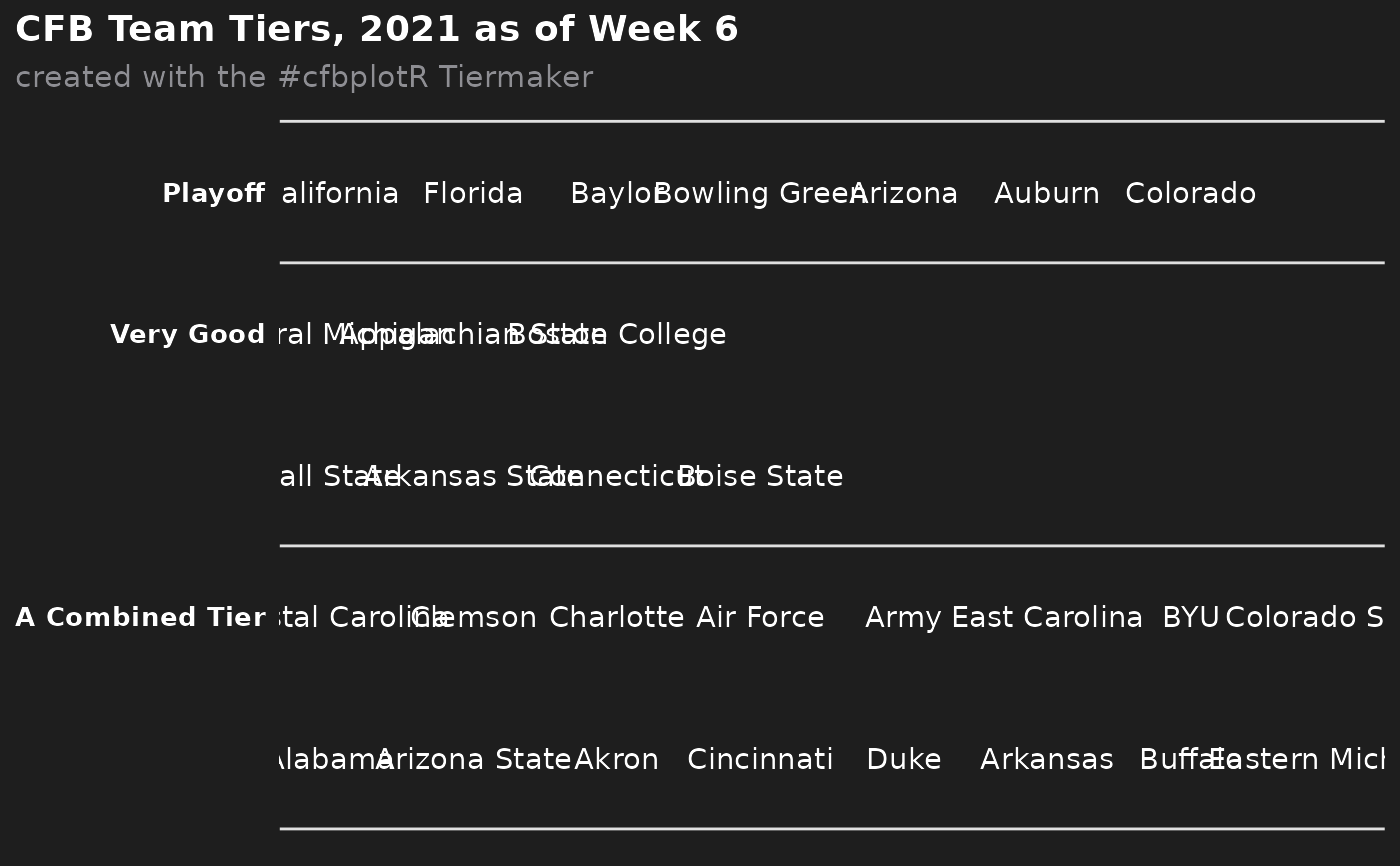 CFB Team Tiers, 2021 as of Week 6
created with the #cfbplotR Tiermaker
Playoff alifornia Florida Baylor Bowling Green Arizona Auburn Colorado
Very Good ral Michigan Appalachian State Boston College
all State Arkansas State Connecticut Boise State
A Combined Tier stal Carolina Clemson Charlotte Air Force Army East Carolina BYU Colorado S
Alabama Arizona State Akron Cincinnati Duke Arkansas Buffalo Eastern Mich